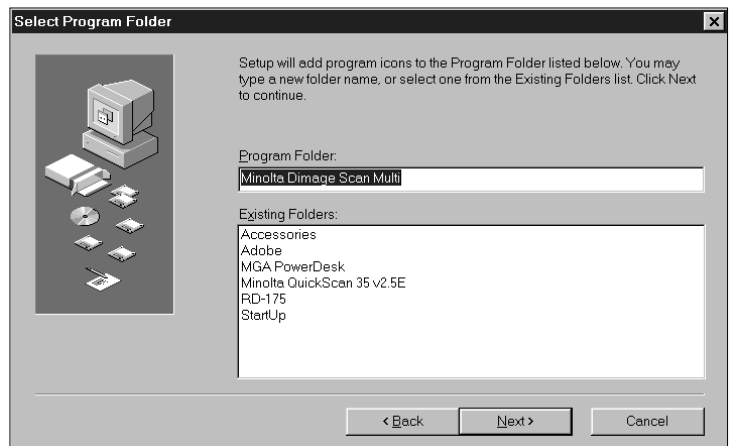 Select Program Folder
Setup will add program icons to the Program Folder listed below. You may
type a new folder name, or select one from the Existing Folders list. Click Next
to continue.
Program Folder:
Minolta Dimage Scan Multi
Existing Folders:
Accessories
Adobe
MGA PowerDesk
Minolta QuickScan 35 v2.5E
RD-175
StartUp
< Back
Next >
Cancel